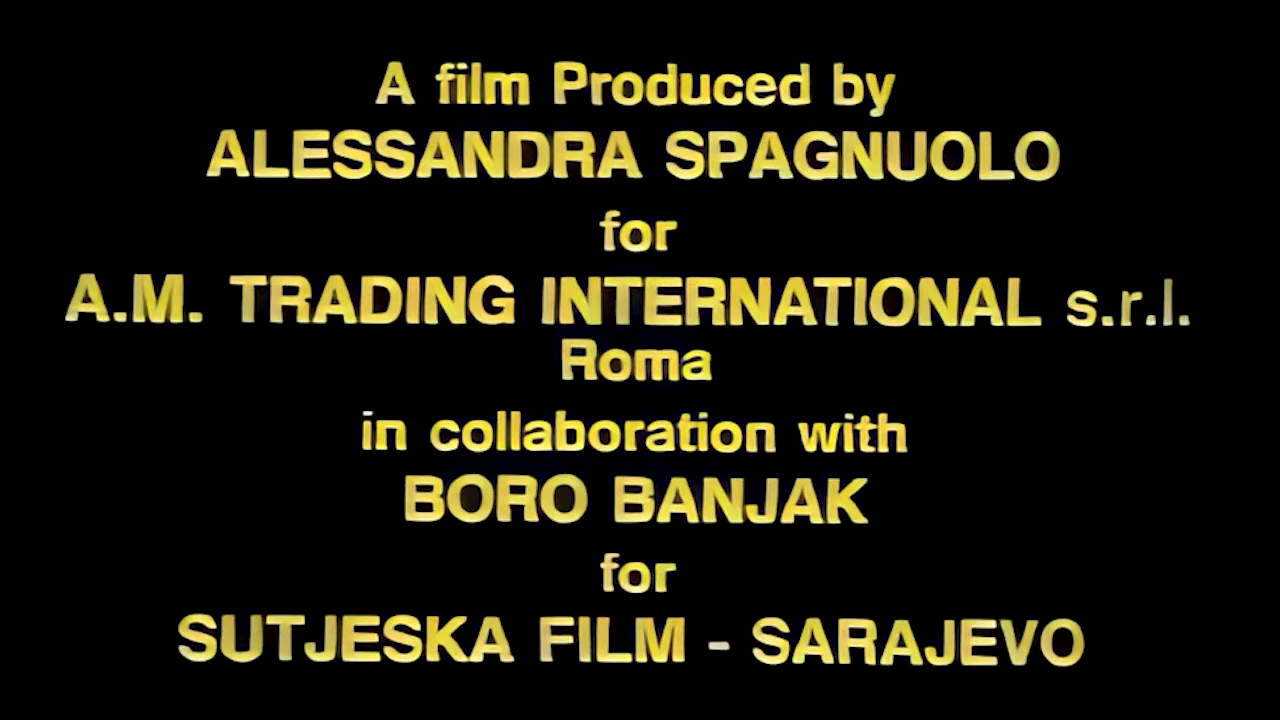 A film Produced by
ALESSANDRA SPAGNUOLO
for
A.M. TRADING INTERNATIONAL s.r.l.
Roma
in collaboration with
BORO BANJAK
for
SUTJESKA FILM - SARAJEVO